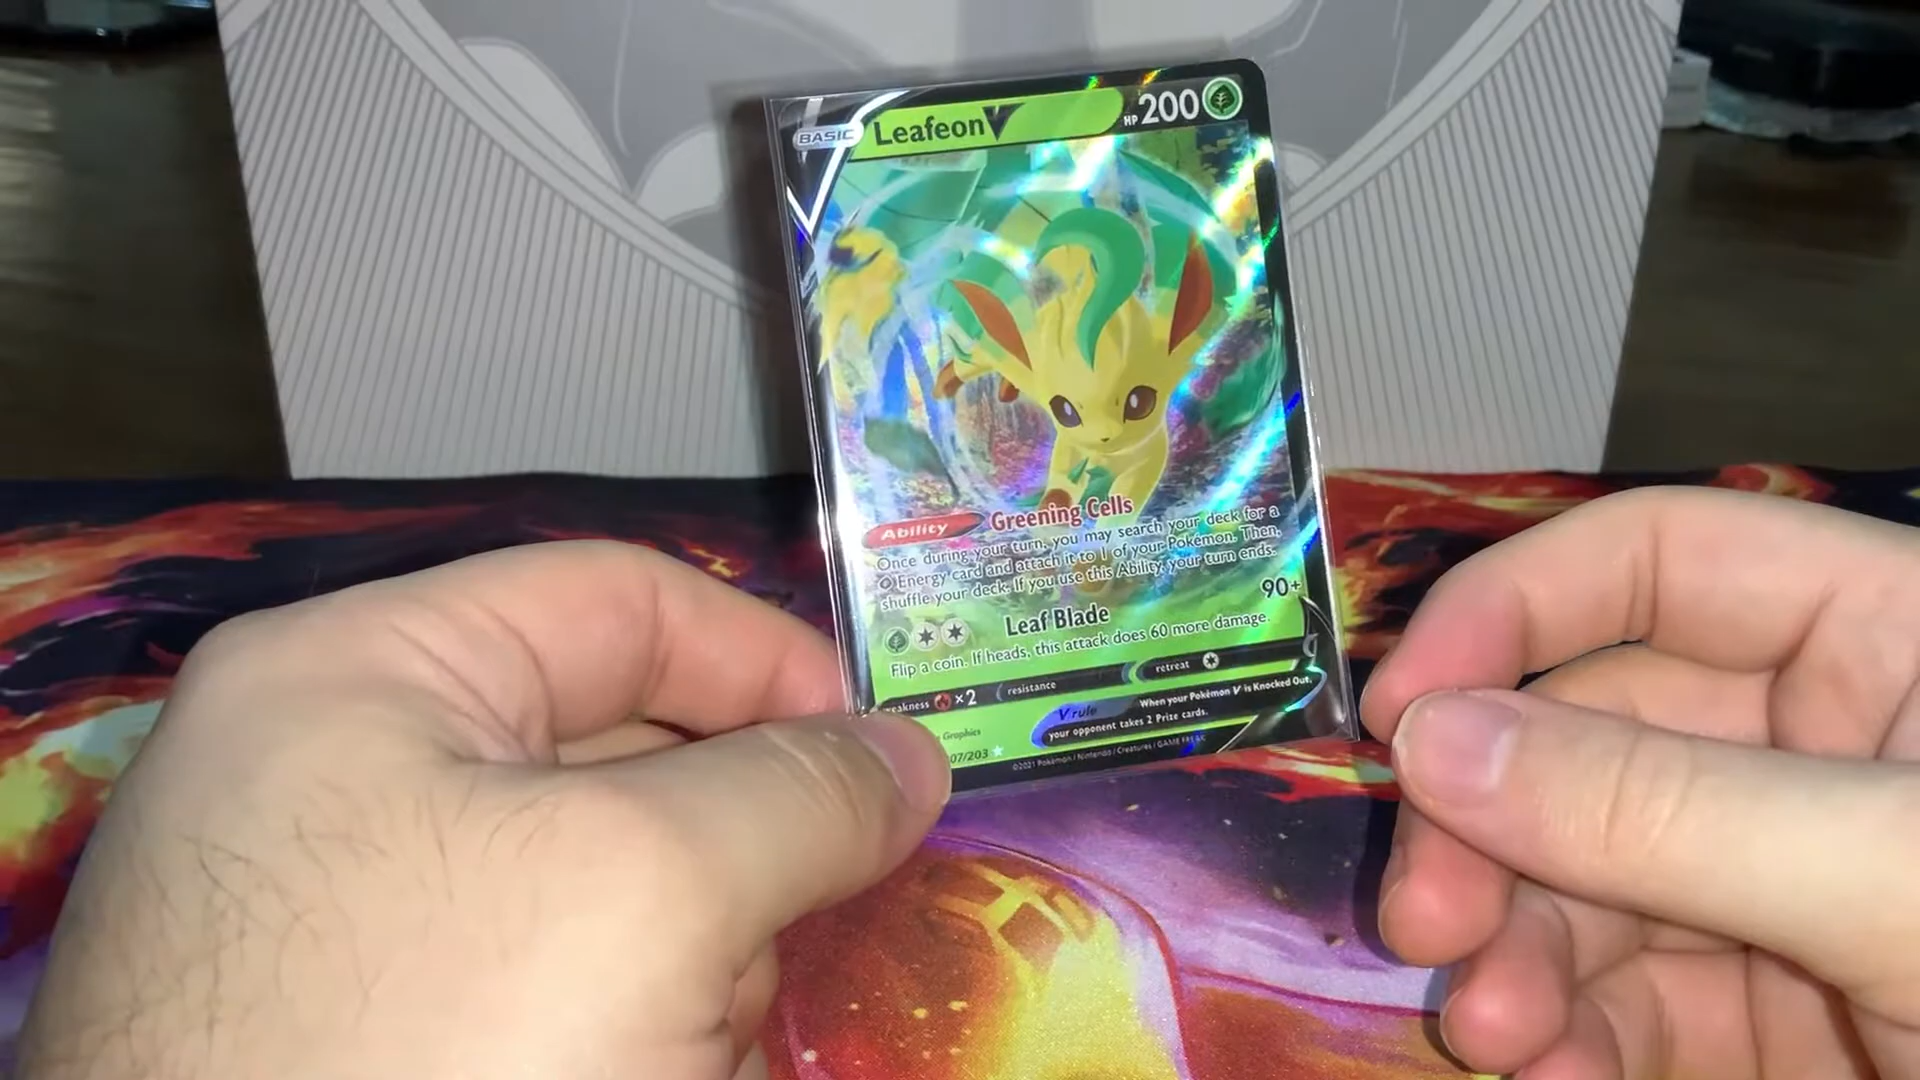 BASIC
Leafeon V
HP 200
Ability Greening Cells
Once during your turn, you may search your deck for a
Energy card and attach it to 1 of your Pokémon. Then,
shuffle your deck. If you use this Ability, your turn ends.
Leaf Blade 90+
Flip a coin. If heads, this attack does 60 more damage.
eakness ×2 resistance retreat
V rule When your Pokémon V is Knocked Out,
your opponent takes 2 Prize cards.
Graphics
07/203
©2021 Pokémon / Nintendo / Creatures / GAME FREAK